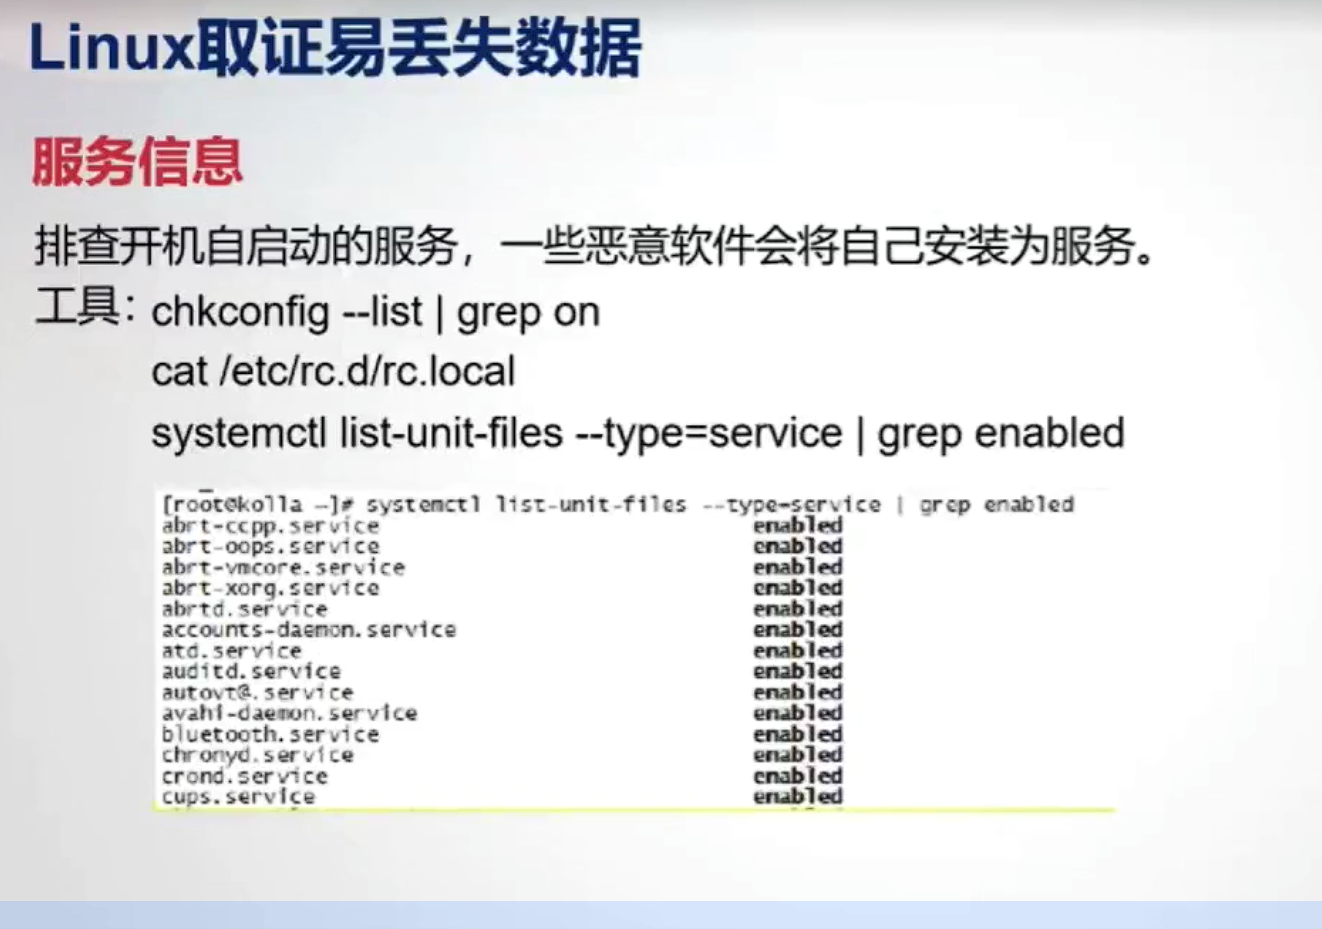 Linux取证易丢失数据
服务信息
排查开机自启动的服务，一些恶意软件会将自己安装为服务。
工具：chkconfig --list | grep on
cat /etc/rc.d/rc.local
systemctl list-unit-files --type=service | grep enabled
[root@kolla ~]# systemctl list-unit-files --type=service | grep enabled
abrt-ccpp.service enabled
abrt-oops.service enabled
abrt-vmcore.service enabled
abrt-xorg.service enabled
abrtd.service enabled
accounts-daemon.service enabled
atd.service enabled
auditd.service enabled
autovt@.service enabled
avahi-daemon.service enabled
bluetooth.service enabled
chronyd.service enabled
crond.service enabled
cups.service enabled